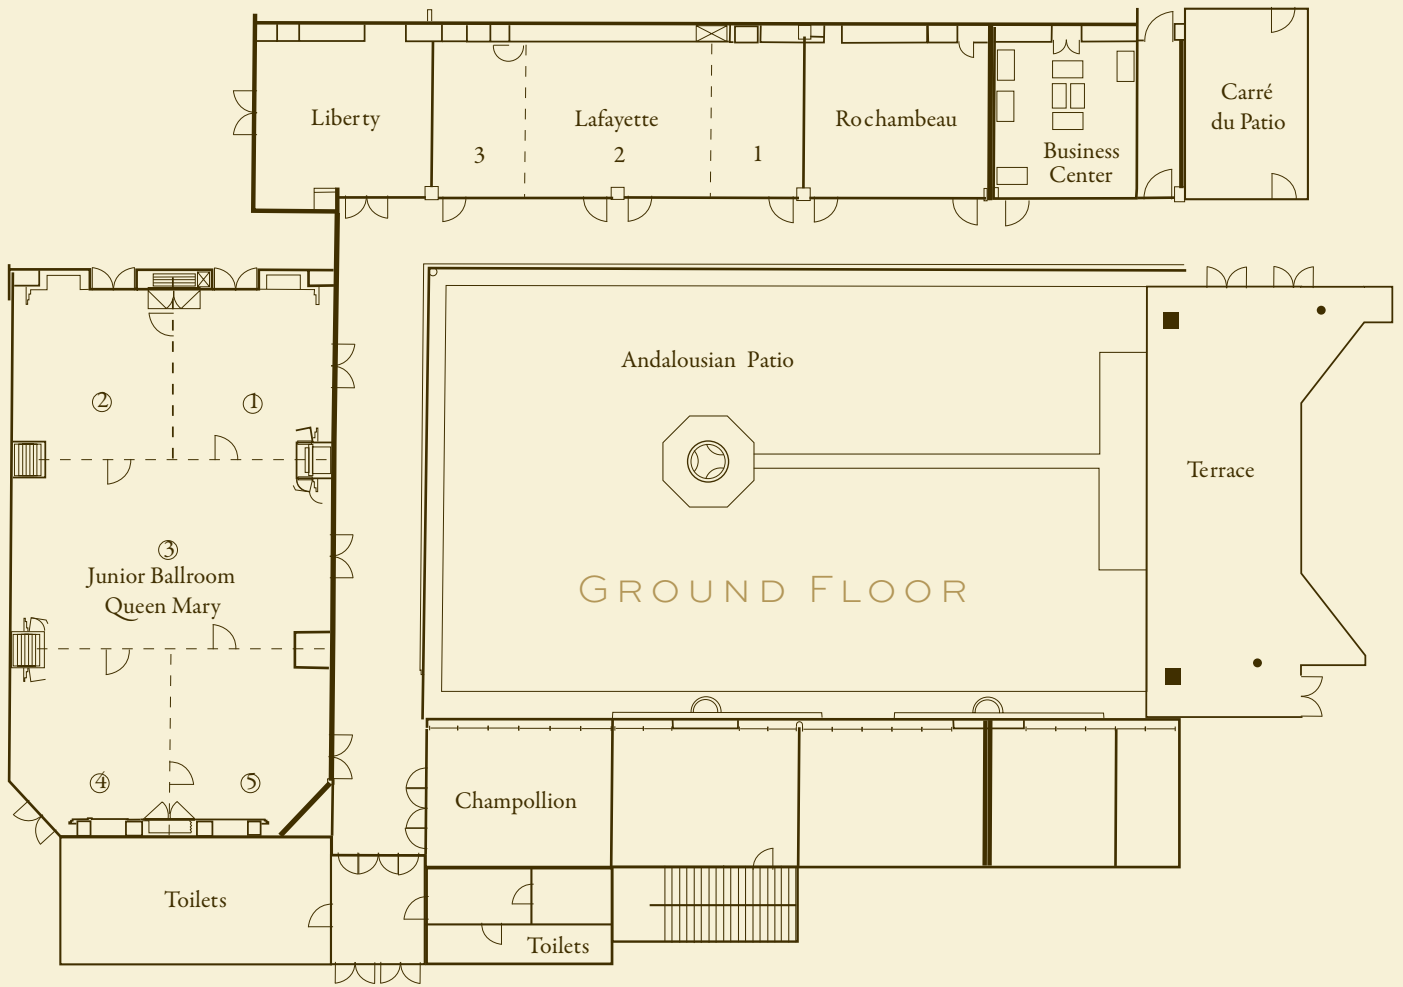 Liberty
Lafayette
Rochambeau
3
2
1
Business
Center
Carré
du Patio
Andalousian Patio
2
1
Terrace
3
Junior Ballroom
Queen Mary
GROUND FLOOR
4
5
Champollion
Toilets
Toilets